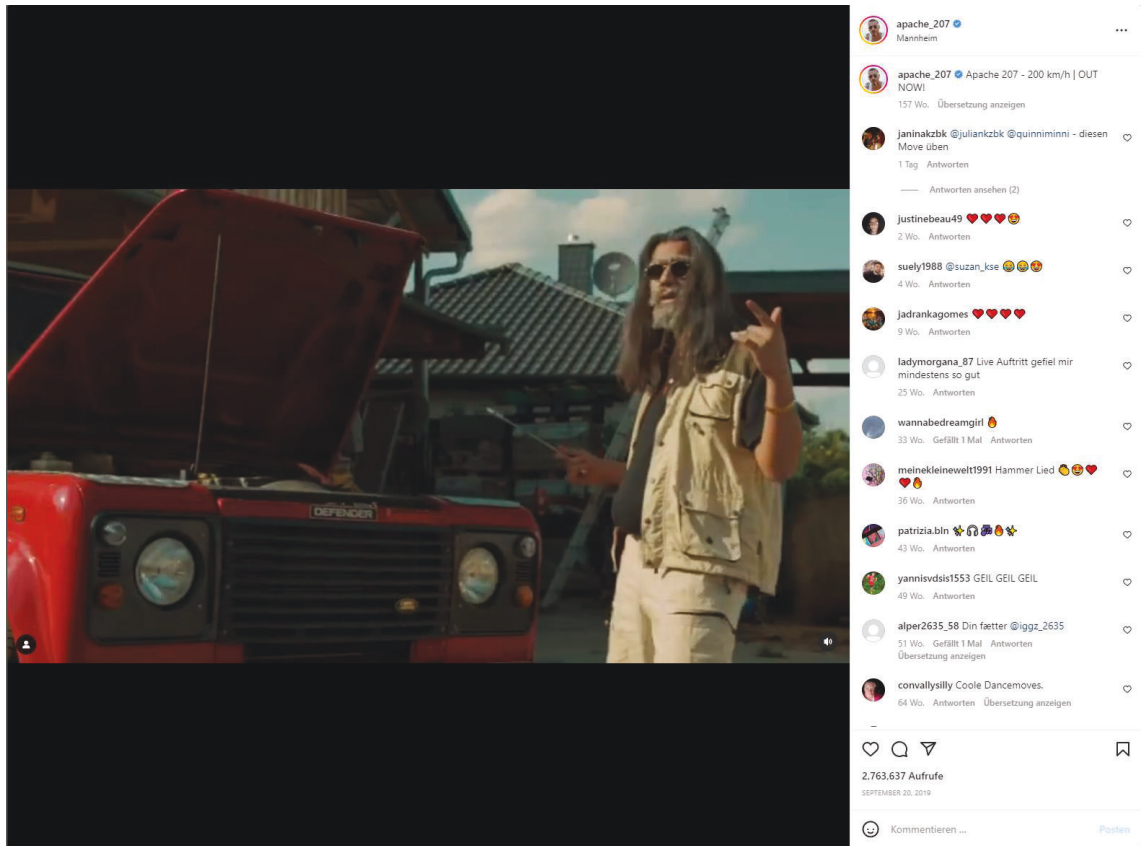 apache_207
Mannheim
apache_207 Apache 207 - 200 km/h | OUT
NOW!
157 Wo. Übersetzung anzeigen
janinakzbk @juliankzbk @quinniminni - diesen
Move üben
1 Tag Antworten
Antworten ansehen (2)
justinebeau49 ❤️❤️❤️😍
2 Wo. Antworten
suely1988 @suzan_kse 😂😂😍
4 Wo. Antworten
jadrankagomes ❤️❤️❤️❤️
9 Wo. Antworten
ladymorgana_87 Live Auftritt gefiel mir
mindestens so gut
25 Wo. Antworten
wannabedreamgirl 🔥
33 Wo. Gefällt 1 Mal Antworten
meinekleinewelt1991 Hammer Lied 👏😍❤️
❤️🔥
36 Wo. Antworten
patrizia.bln ✨🎧🎳🔥✨
43 Wo. Antworten
yannisvdsis1553 GEIL GEIL GEIL
49 Wo. Antworten
alper2635_58 Din fætter @iggz_2635
51 Wo. Gefällt 1 Mal Antworten
Übersetzung anzeigen
convallysilly Coole Dancemoves.
64 Wo. Antworten Übersetzung anzeigen
2,763,637 Aufrufe
SEPTEMBER 20, 2019
Kommentieren ...
Posten
DEFENDER